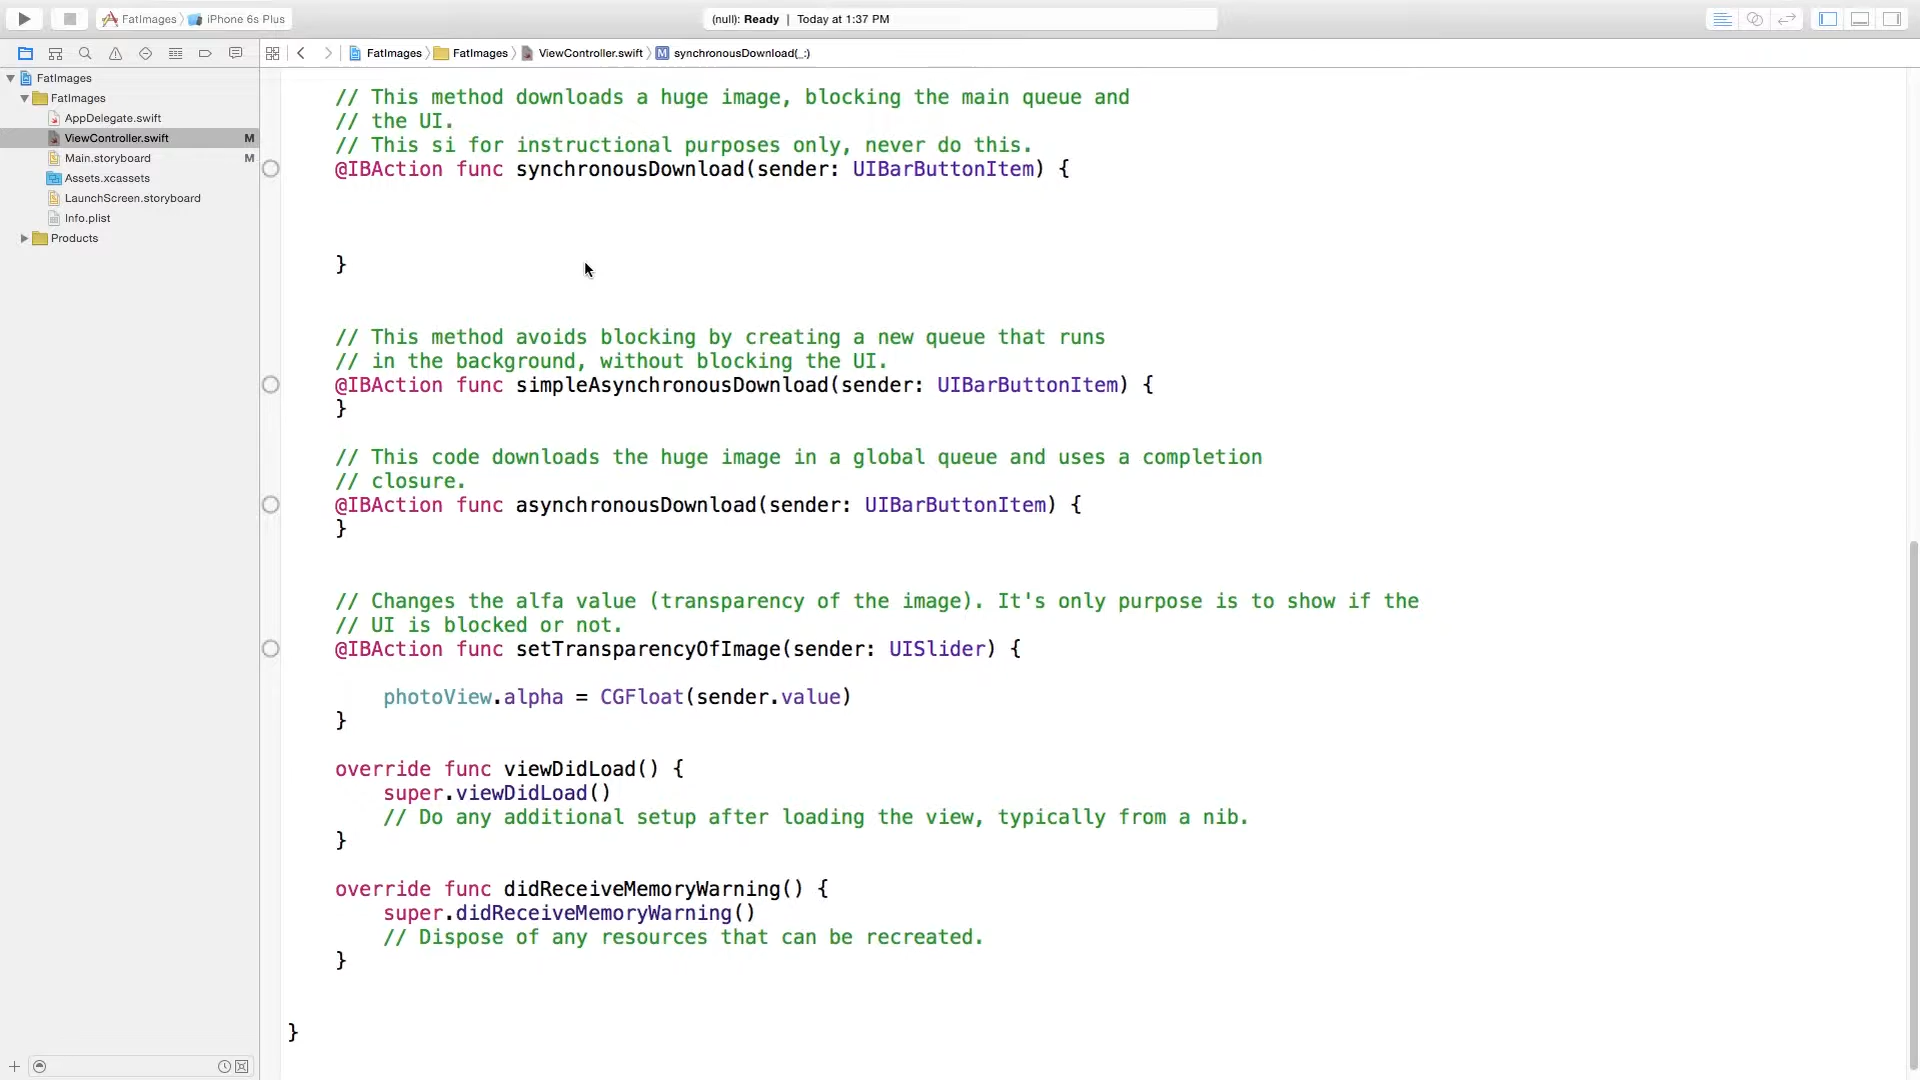 FatImages
iPhone 6s Plus
(null): Ready | Today at 1:37 PM
FatImages
FatImages
ViewController.swift
M
synchronousDownload(_:)
FatImages
FatImages
AppDelegate.swift
ViewController.swift
M
Main.storyboard
M
Assets.xcassets
LaunchScreen.storyboard
Info.plist
Products
// This method downloads a huge image, blocking the main queue and
// the UI.
// This si for instructional purposes only, never do this.
@IBAction func synchronousDownload(sender: UIBarButtonItem) {
}
// This method avoids blocking by creating a new queue that runs
// in the background, without blocking the UI.
@IBAction func simpleAsynchronousDownload(sender: UIBarButtonItem) {
}
// This code downloads the huge image in a global queue and uses a completion
// closure.
@IBAction func asynchronousDownload(sender: UIBarButtonItem) {
}
// Changes the alfa value (transparency of the image). It's only purpose is to show if the
// UI is blocked or not.
@IBAction func setTransparencyOfImage(sender: UISlider) {
photoView.alpha = CGFloat(sender.value)
}
override func viewDidLoad() {
super.viewDidLoad()
// Do any additional setup after loading the view, typically from a nib.
}
override func didReceiveMemoryWarning() {
super.didReceiveMemoryWarning()
// Dispose of any resources that can be recreated.
}
}